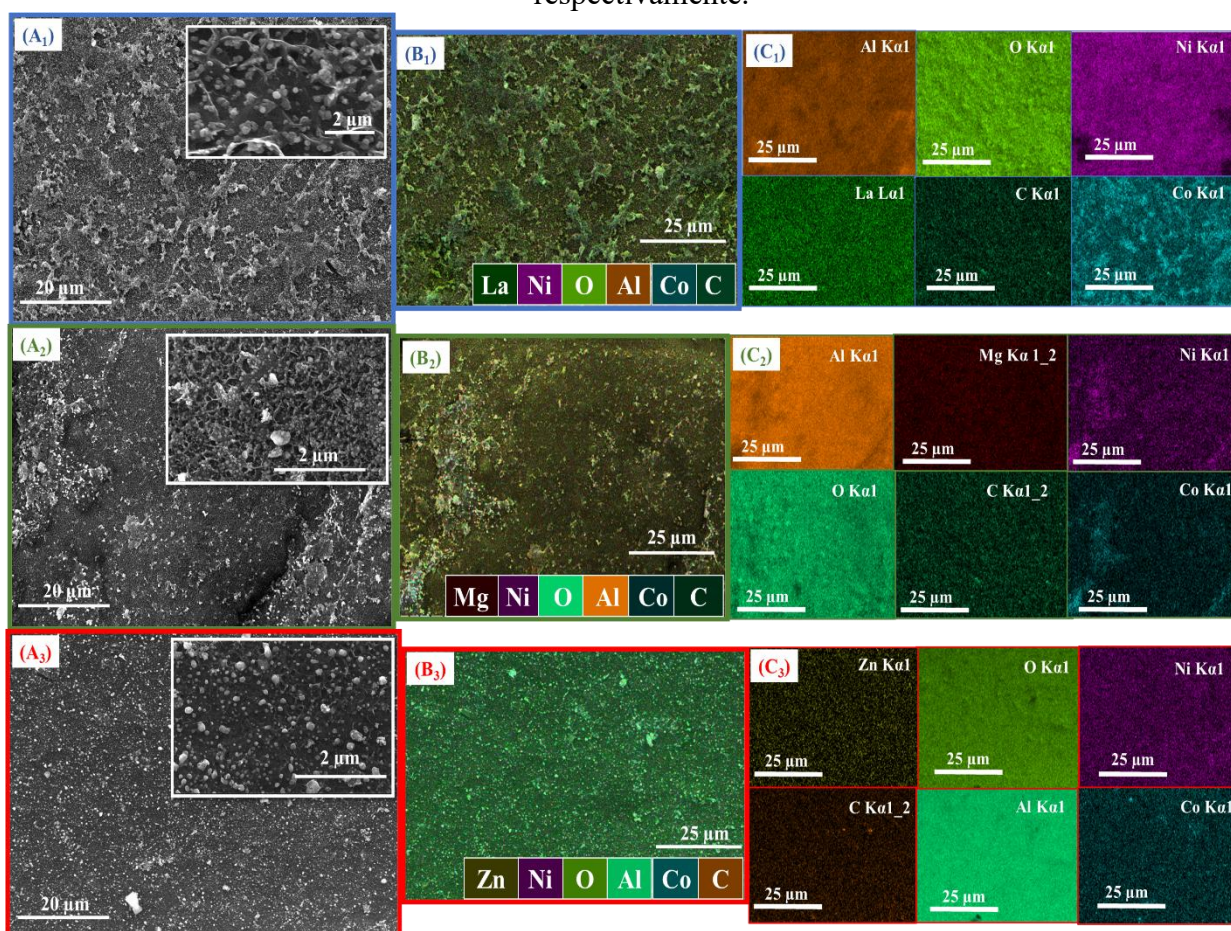 respectivamente.
(A₁)
2 µm
20 µm
(B₁)
25 µm
La Ni O Al Co C
(C₁)
Al Kα1
25 µm
O Kα1
25 µm
Ni Kα1
25 µm
La Lα1
25 µm
C Kα1
25 µm
Co Kα1
25 µm
(A₂)
2 µm
20 µm
(B₂)
25 µm
Mg Ni O Al Co C
(C₂)
Al Kα1
25 µm
Mg Kα 1_2
25 µm
Ni Kα1
25 µm
O Kα1
25 µm
C Kα1_2
25 µm
Co Kα1
25 µm
(A₃)
2 µm
20 µm
(B₃)
25 µm
Zn Ni O Al Co C
(C₃)
Zn Kα1
25 µm
O Kα1
25 µm
Ni Kα1
25 µm
C Kα1_2
25 µm
Al Kα1
25 µm
Co Kα1
25 µm